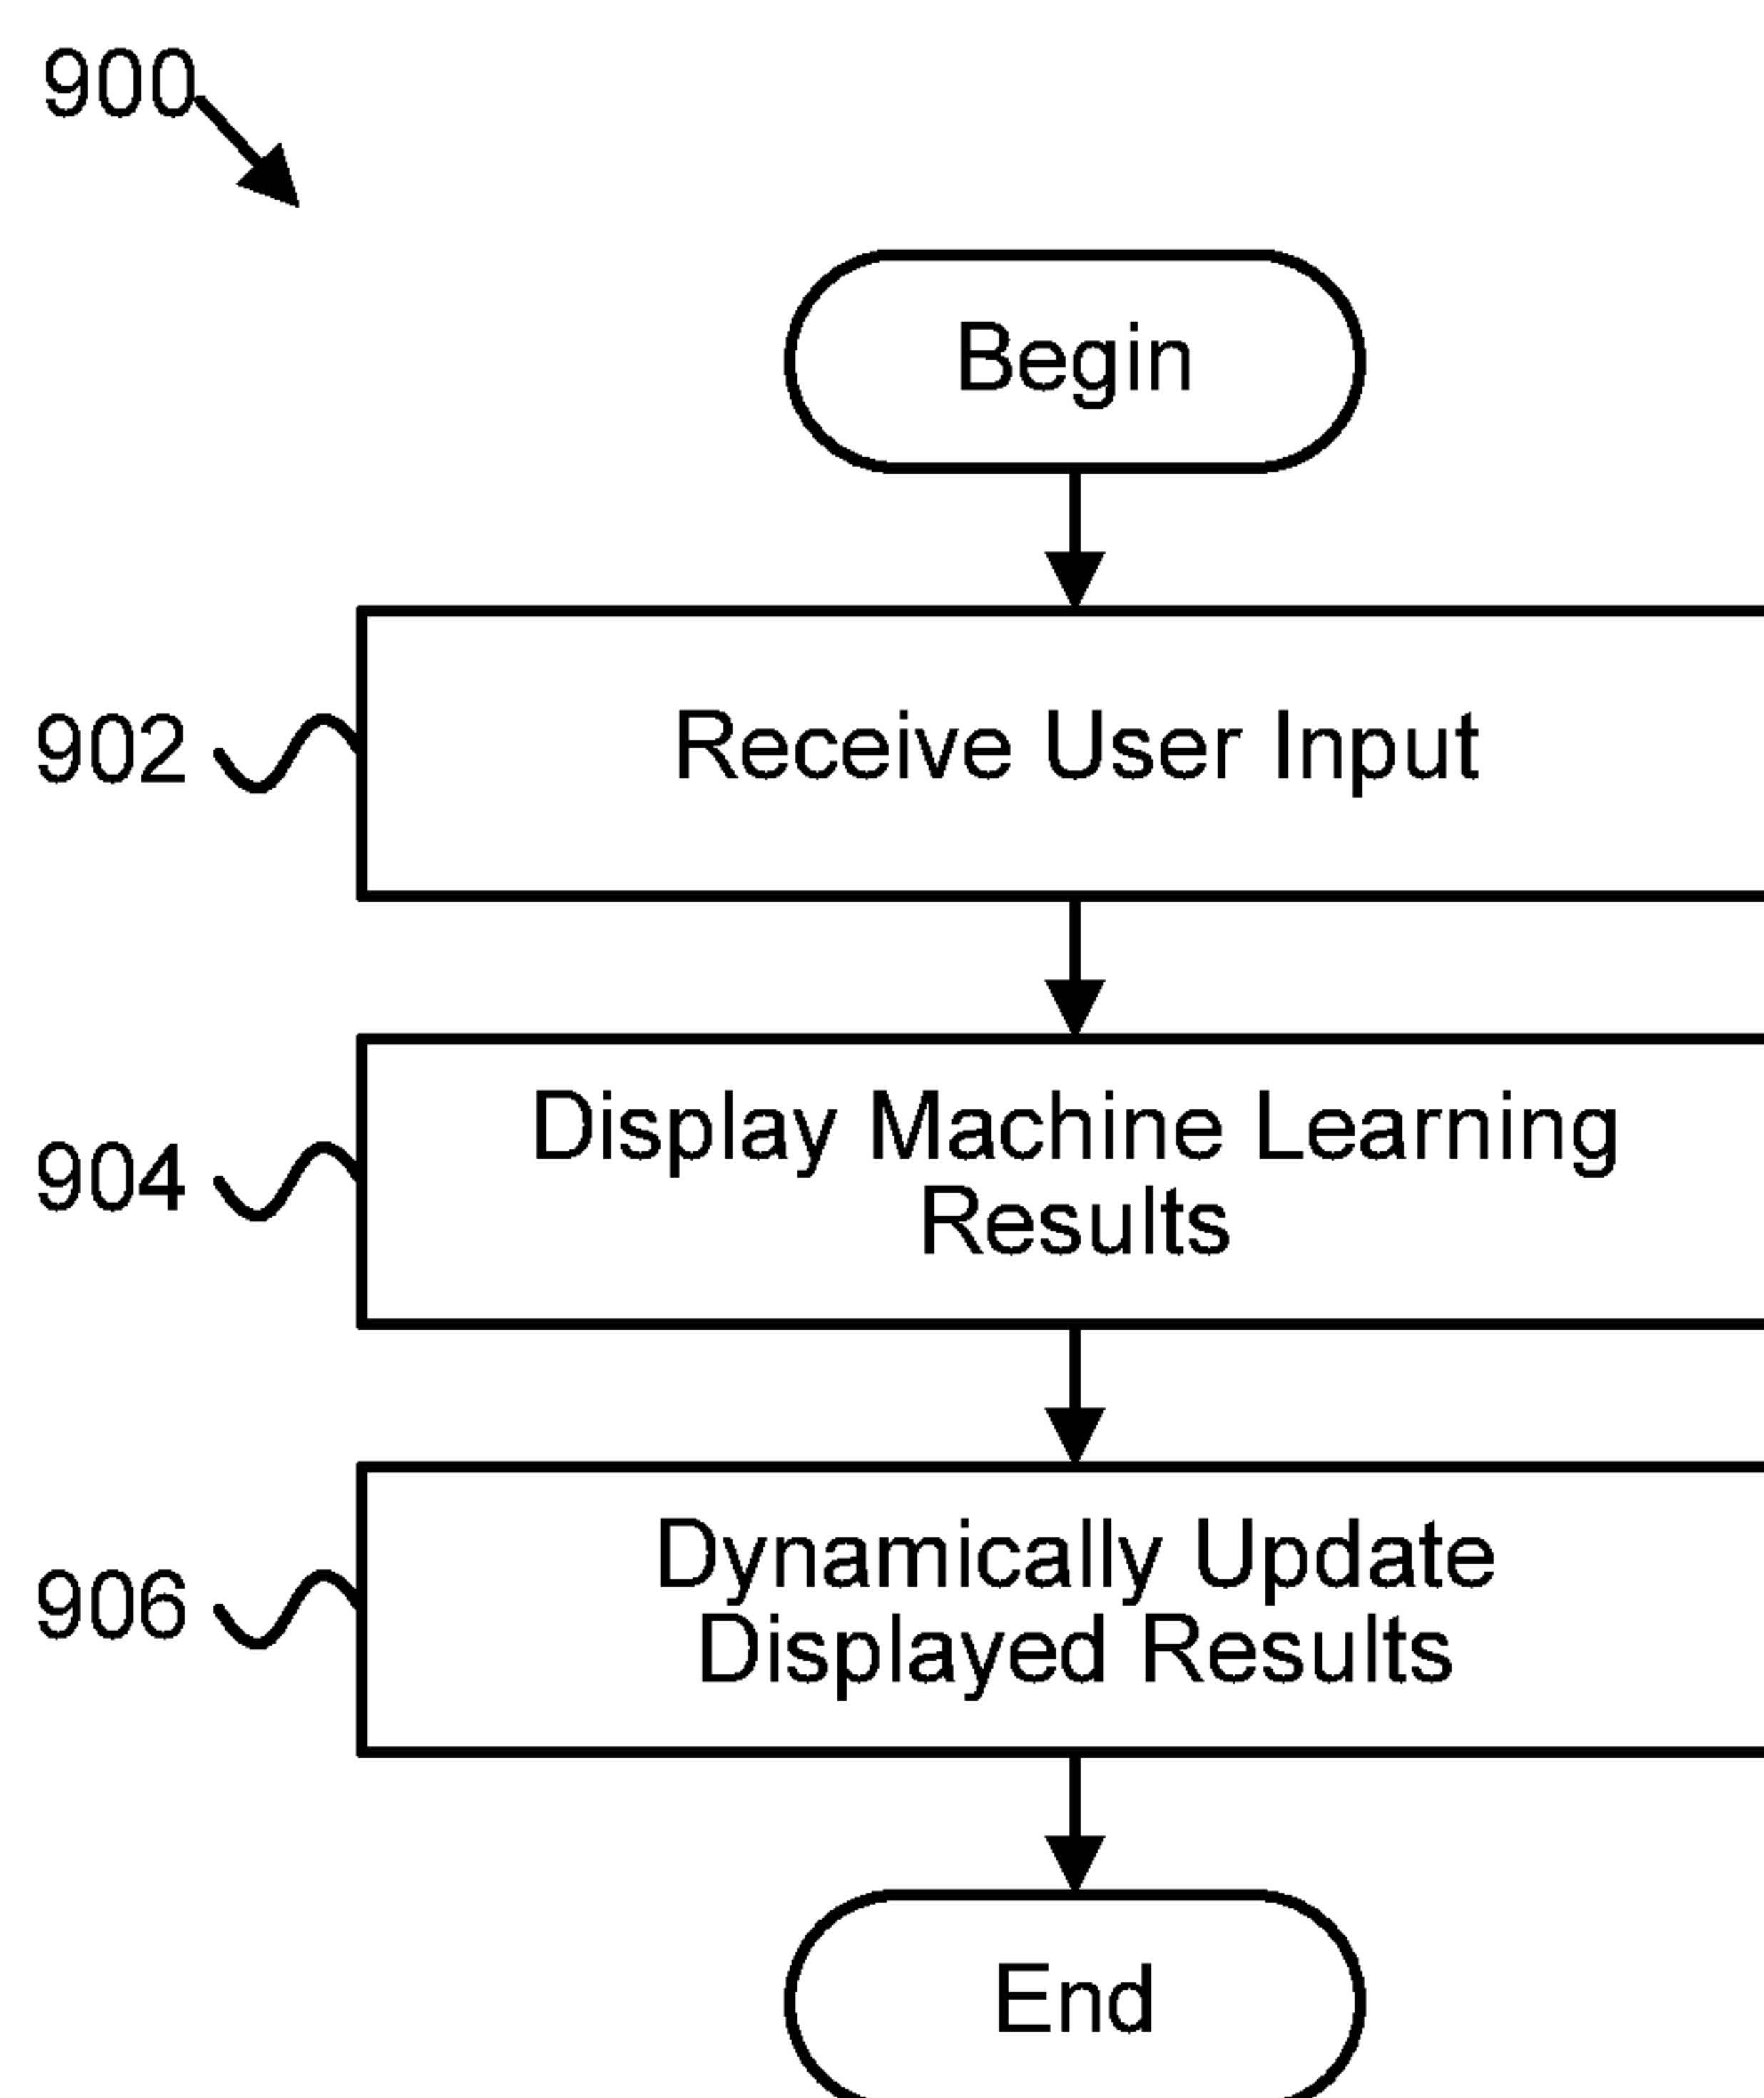 900
Begin
902
Receive User Input
904
Display Machine Learning
Results
906
Dynamically Update
Displayed Results
End